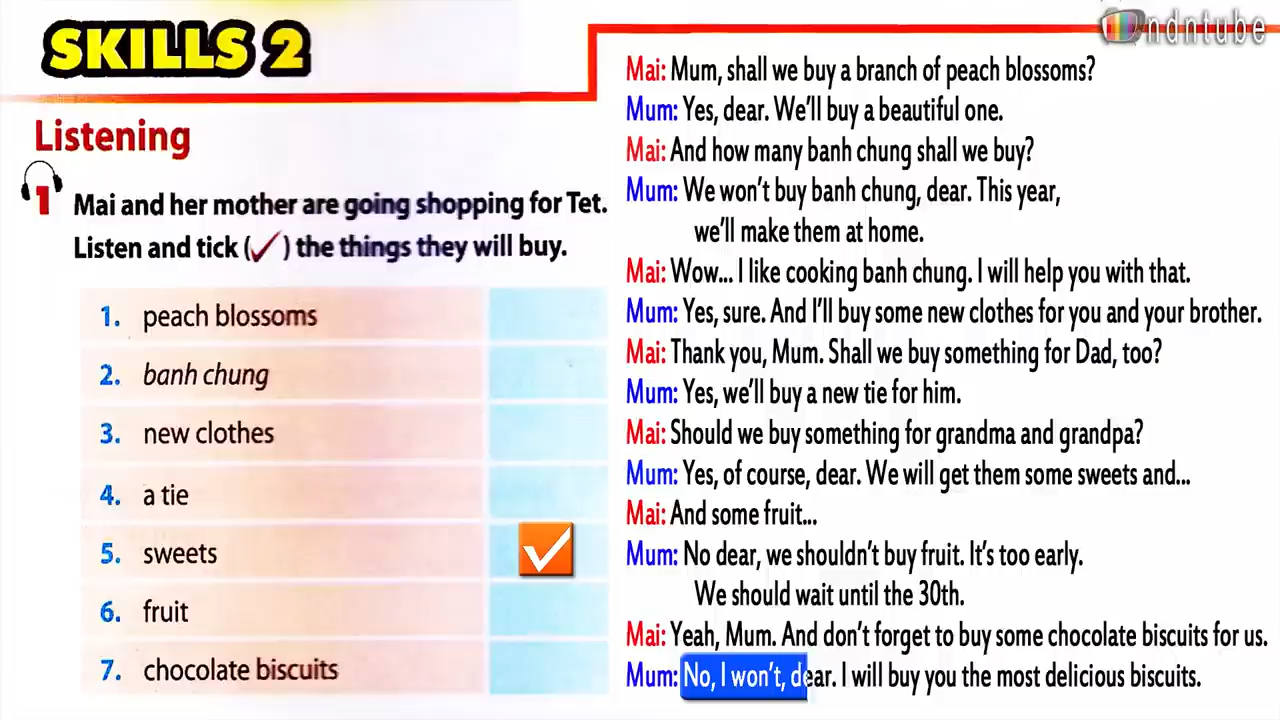 SKILLS 2
ndntube
Listening
1 Mai and her mother are going shopping for Tet.
Listen and tick (✓) the things they will buy.
1. peach blossoms
2. banh chung
3. new clothes
4. a tie
5. sweets
6. fruit
7. chocolate biscuits
Mai: Mum, shall we buy a branch of peach blossoms?
Mum: Yes, dear. We'll buy a beautiful one.
Mai: And how many banh chung shall we buy?
Mum: We won't buy banh chung, dear. This year,
we'll make them at home.
Mai: Wow... I like cooking banh chung. I will help you with that.
Mum: Yes, sure. And I'll buy some new clothes for you and your brother.
Mai: Thank you, Mum. Shall we buy something for Dad, too?
Mum: Yes, we'll buy a new tie for him.
Mai: Should we buy something for grandma and grandpa?
Mum: Yes, of course, dear. We will get them some sweets and...
Mai: And some fruit...
Mum: No dear, we shouldn't buy fruit. It's too early.
We should wait until the 30th.
Mai: Yeah, Mum. And don't forget to buy some chocolate biscuits for us.
Mum: No, I won't, dear. I will buy you the most delicious biscuits.